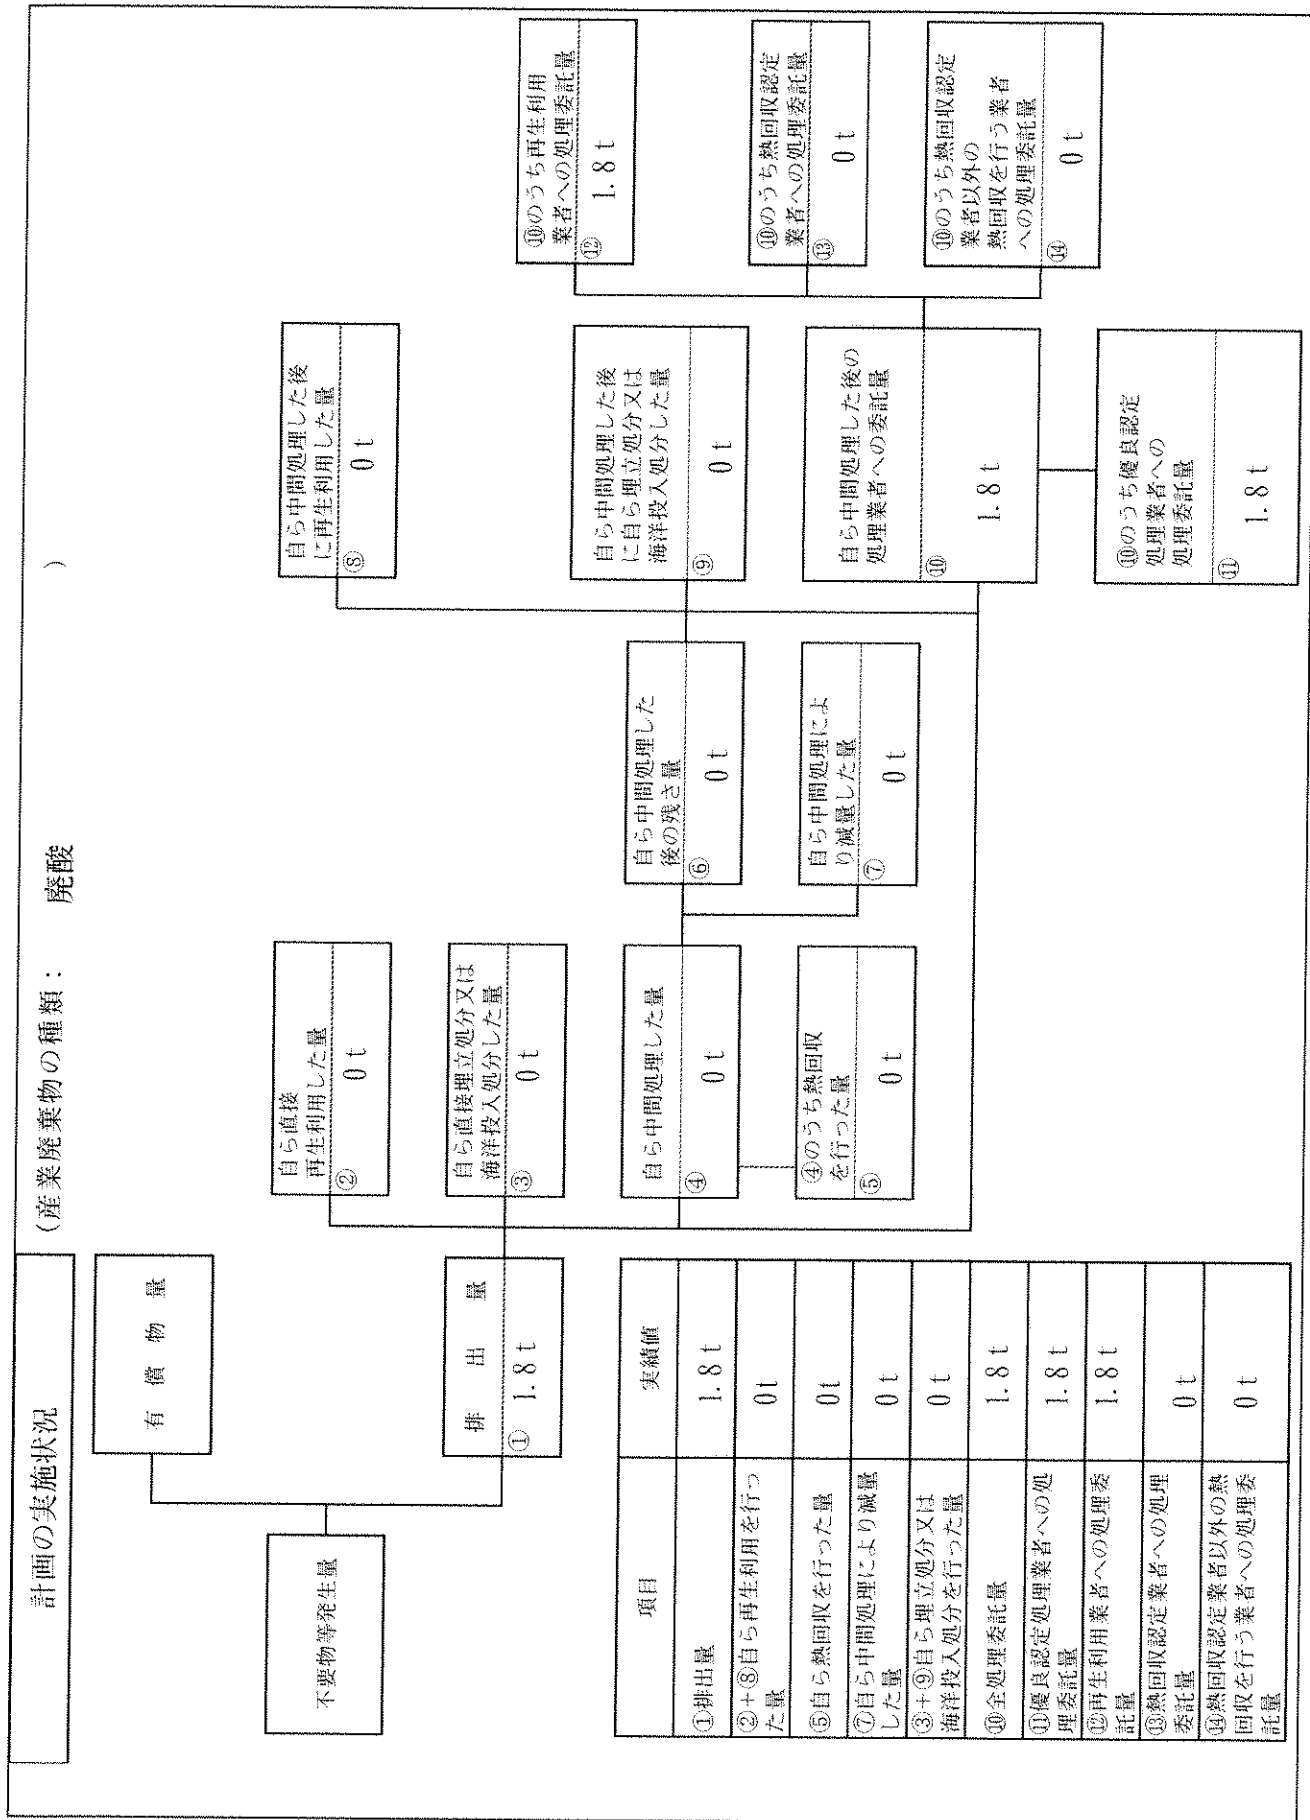 計画の実施状況
(産業廃棄物の種類: 廃酸 )
不要物等発生量
有償物量
排出量
① 1.8 t
自ら直接
再生利用した量
② 0 t
自ら直接埋立処分又は
海洋投入処分した量
③ 0 t
自ら中間処理した量
④ 0 t
④のうち熱回収
を行った量
⑤ 0 t
自ら中間処理した
後の残さ量
⑥ 0 t
自ら中間処理によ
り減量した量
⑦ 0 t
自ら中間処理した後
に再生利用した量
⑧ 0 t
自ら中間処理した後
に自ら埋立処分又は
海洋投入処分した量
⑨ 0 t
自ら中間処理した後の
処理業者への委託量
⑩ 1.8 t
⑩のうち優良認定
処理業者への
処理委託量
⑪ 1.8 t
⑩のうち再生利用
業者への処理委託量
⑫ 1.8 t
⑩のうち熱回収認定
業者への処理委託量
⑬ 0 t
⑩のうち熱回収認定
業者以外の
熱回収を行う業者
への処理委託量
⑭ 0 t
項目 実績値
①排出量 1.8 t
②+⑧自ら再生利用を行っ
た量 0 t
⑤自ら熱回収を行った量 0 t
⑦自ら中間処理により減量
した量 0 t
③+⑨自ら埋立処分又は
海洋投入処分を行った量 0 t
⑩全処理委託量 1.8 t
⑪優良認定処理業者への処
理委託量 1.8 t
⑫再生利用業者への処理委
託量 1.8 t
⑬熱回収認定業者への処理
委託量 0 t
⑭熱回収認定業者以外の熱
回収を行う業者への処理委
託量 0 t